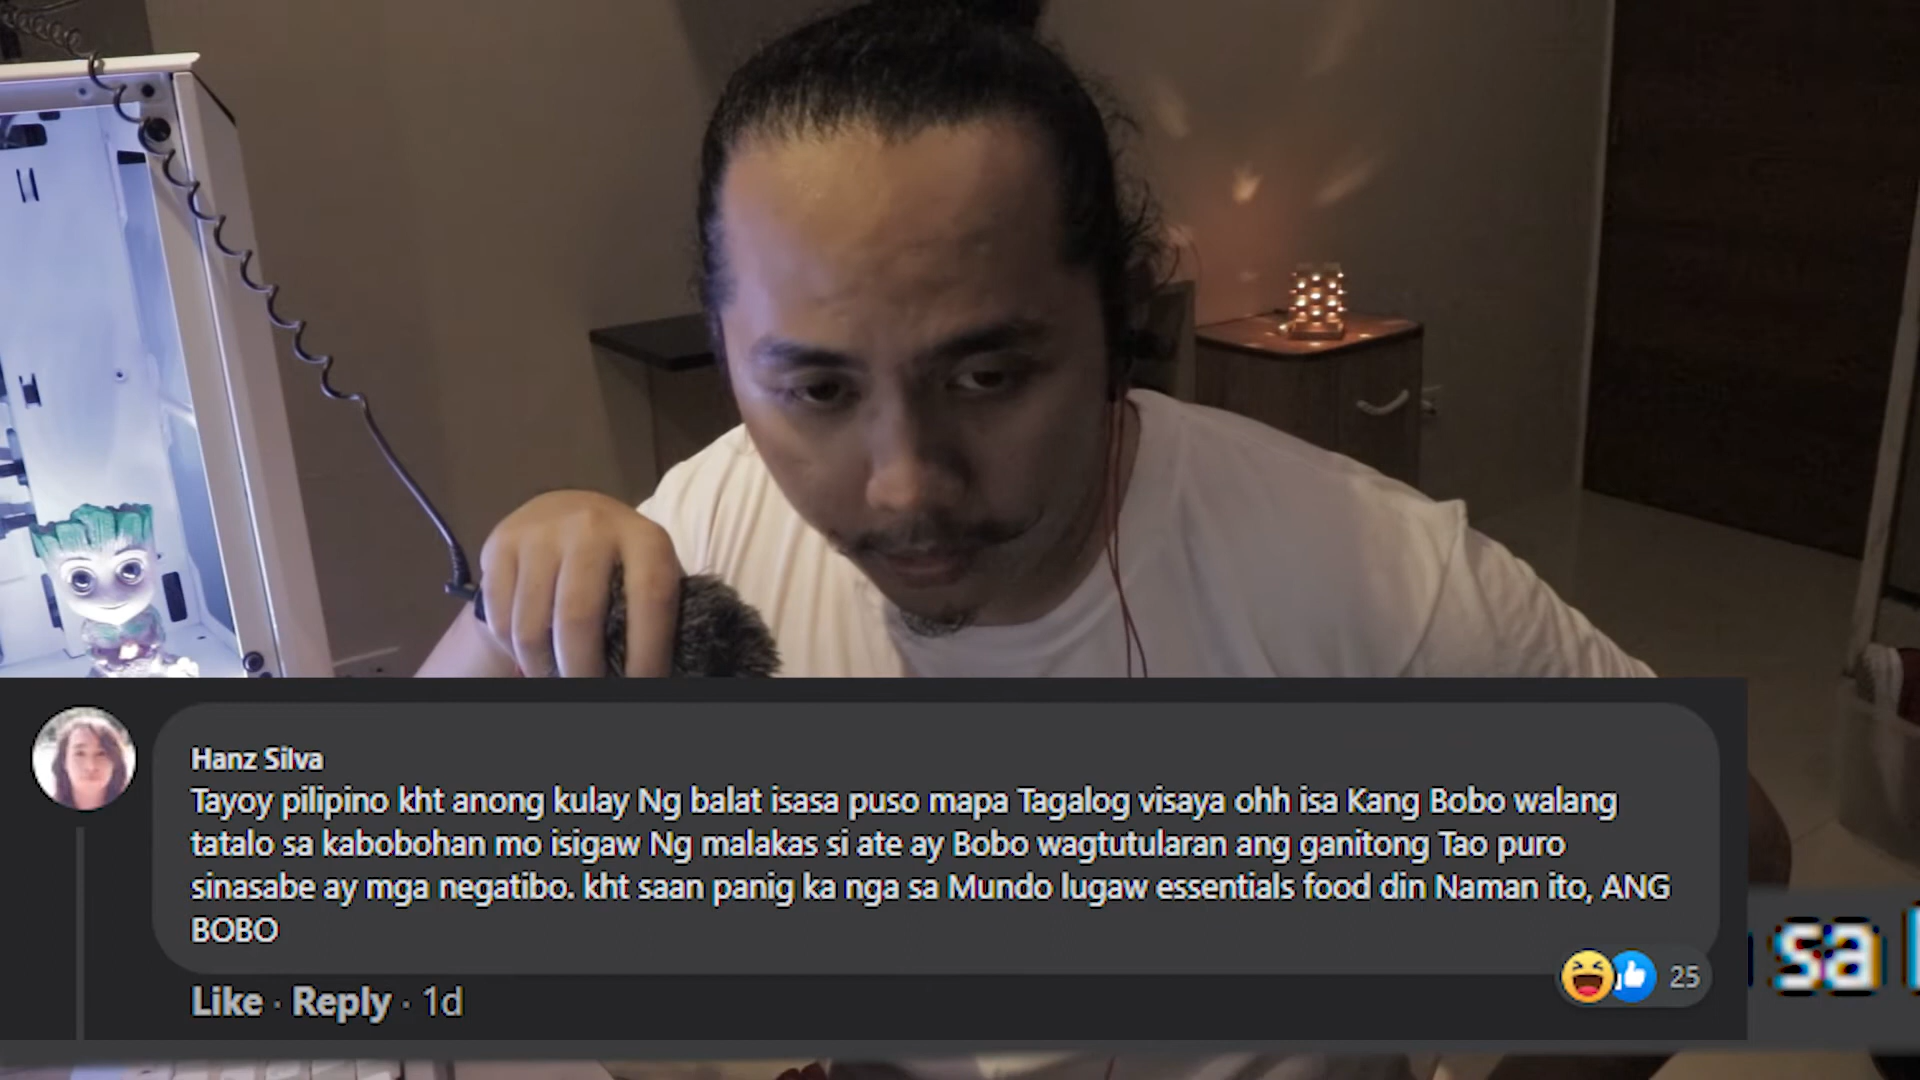 Hanz Silva
Tayoy pilipino kht anong kulay Ng balat isasa puso mapa Tagalog visaya ohh isa Kang Bobo walang
tatalo sa kabobohan mo isigaw Ng malakas si ate ay Bobo wagtutularan ang ganitong Tao puro
sinasabe ay mga negatibo. kht saan panig ka nga sa Mundo lugaw essentials food din Naman ito, ANG
BOBO
25
Like · Reply · 1d
sa